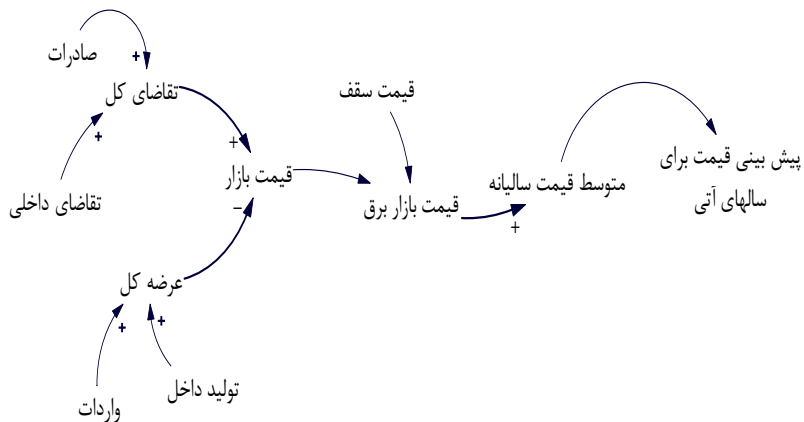 صادرات
+
تقاضای کل
+
تقاضای داخلی
+
قیمت سقف
قیمت بازار
–
قیمت بازار برق
+
متوسط قیمت سالیانه
پیش بینی قیمت برای
سالهای آتی
عرضه کل
+
+
تولید داخل
واردات